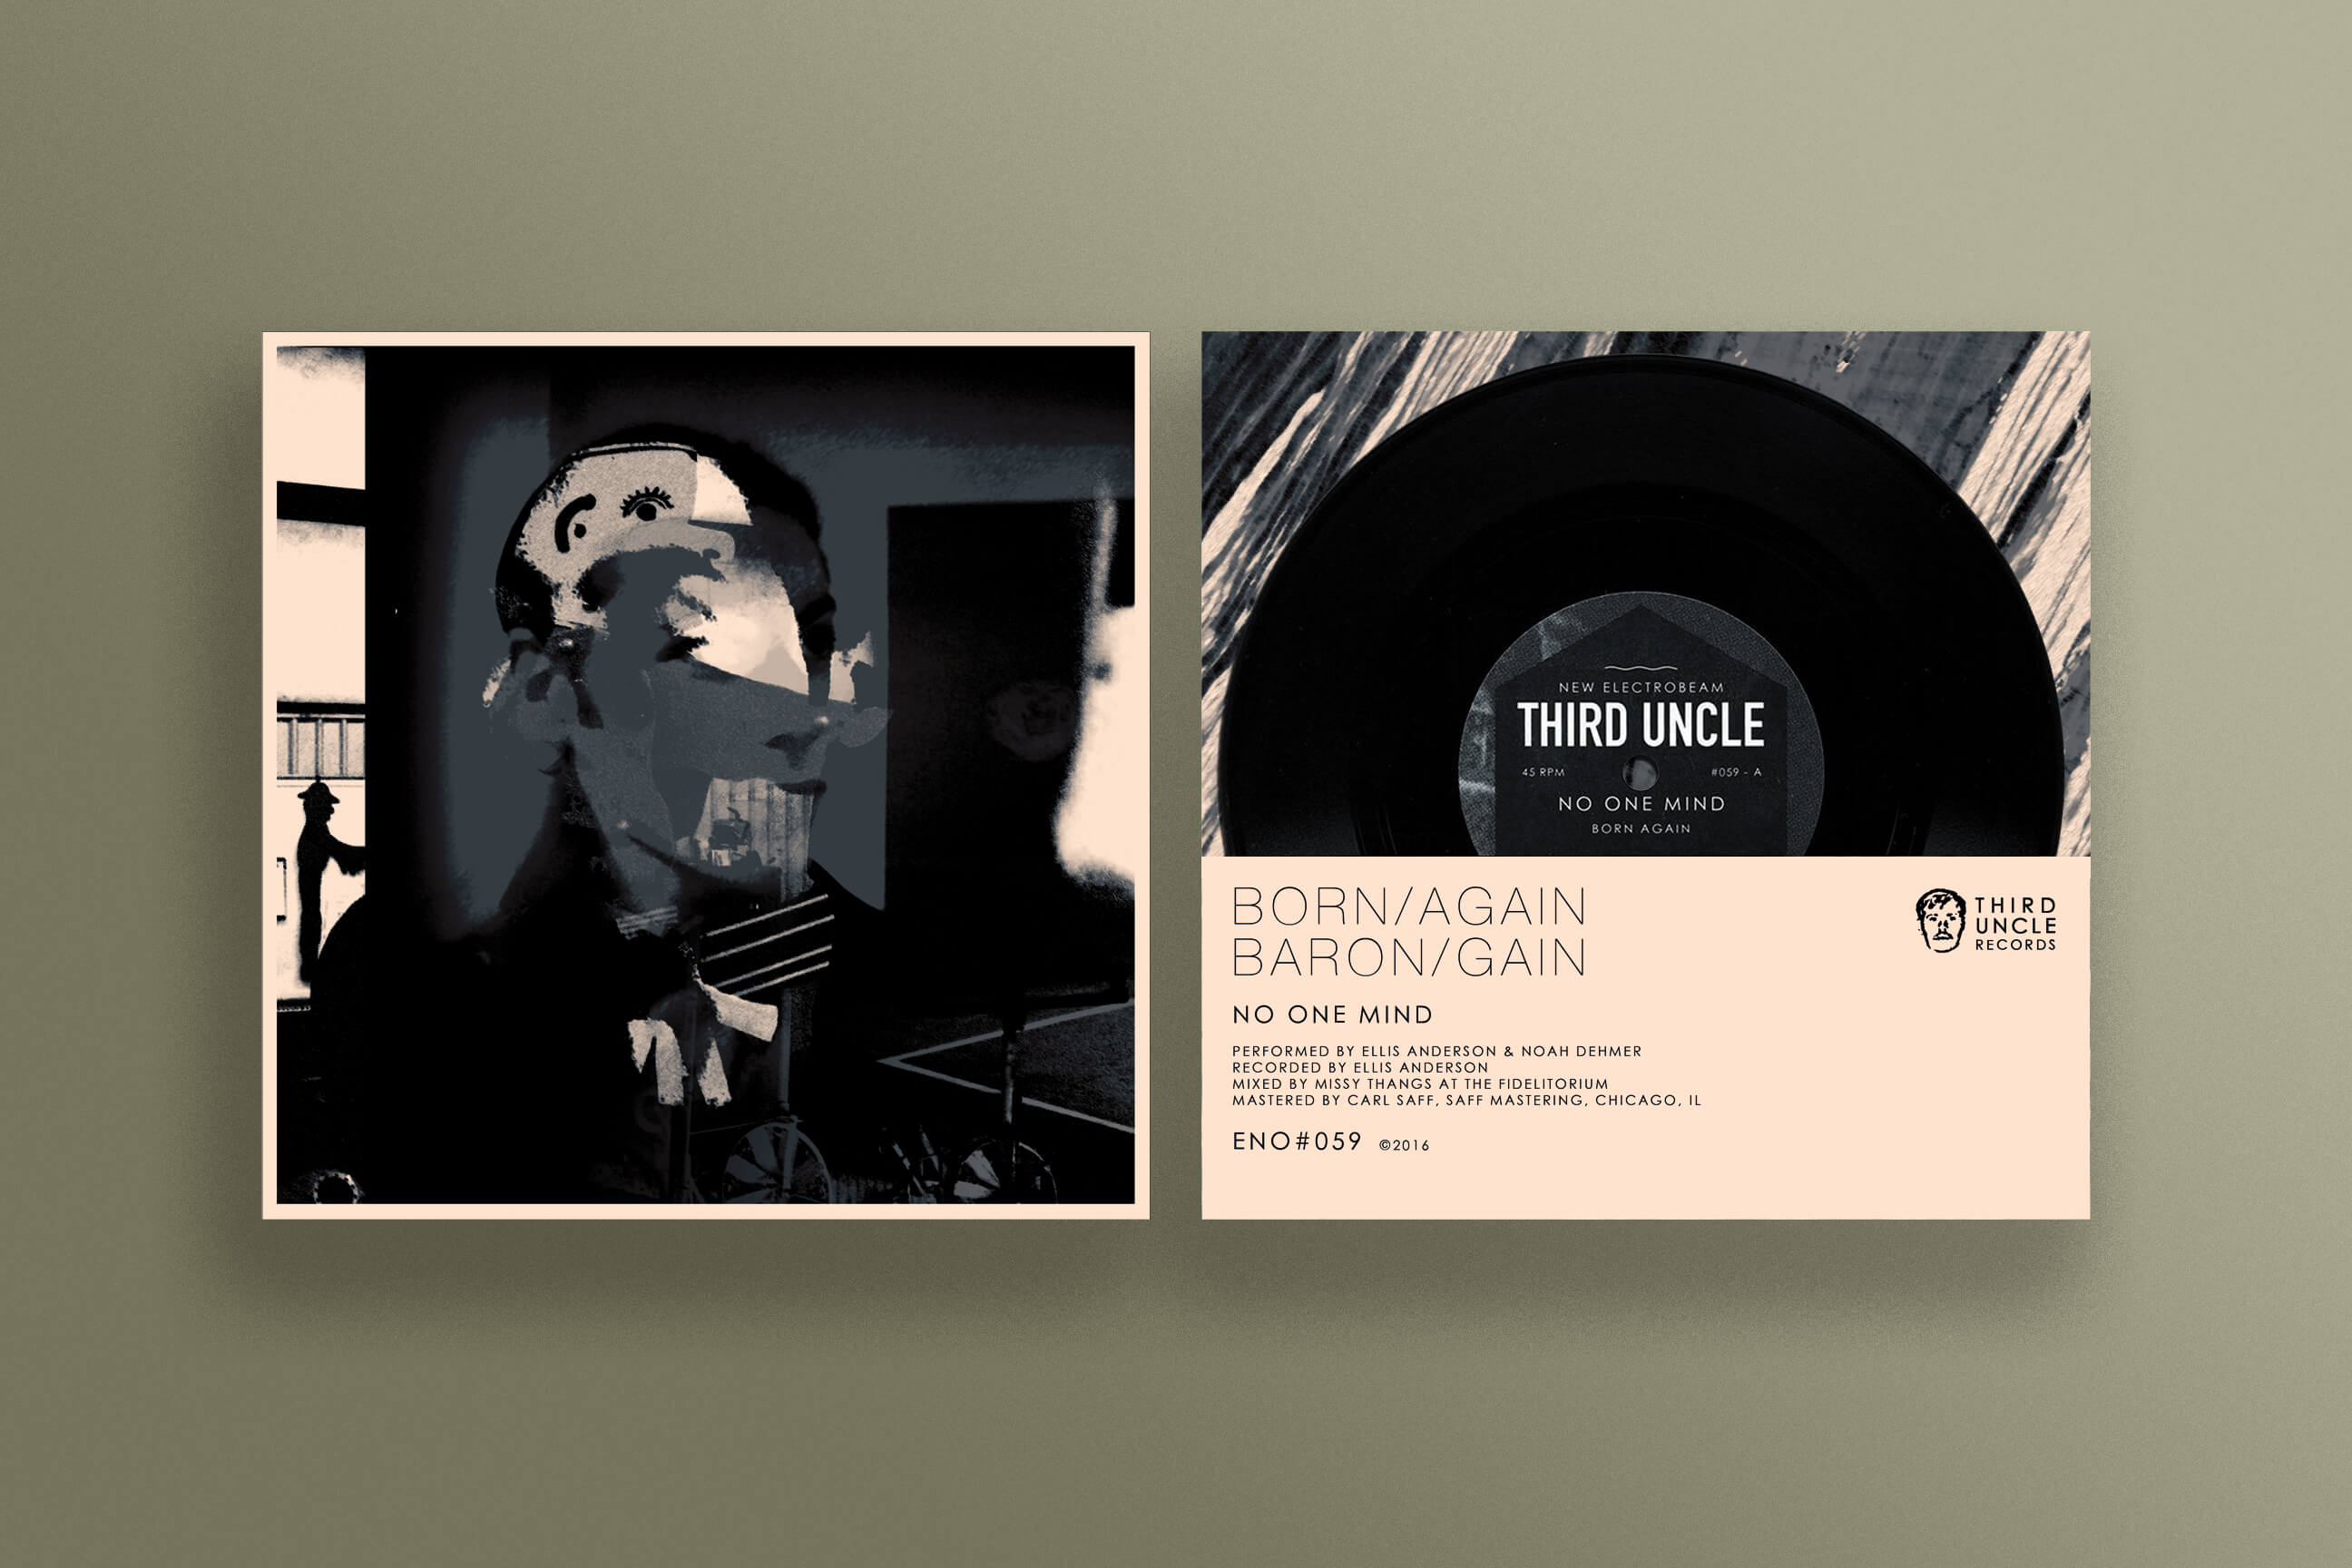 NEW ELECTROBEAM
THIRD UNCLE
45 RPM #059 - A
NO ONE MIND
BORN AGAIN
BORN/AGAIN
BARON/GAIN
THIRD
UNCLE
RECORDS
NO ONE MIND
PERFORMED BY ELLIS ANDERSON & NOAH DEHMER
RECORDED BY ELLIS ANDERSON
MIXED BY MISSY THANGS AT THE FIDELITORIUM
MASTERED BY CARL SAFF, SAFF MASTERING, CHICAGO, IL
ENO#059 ©2016